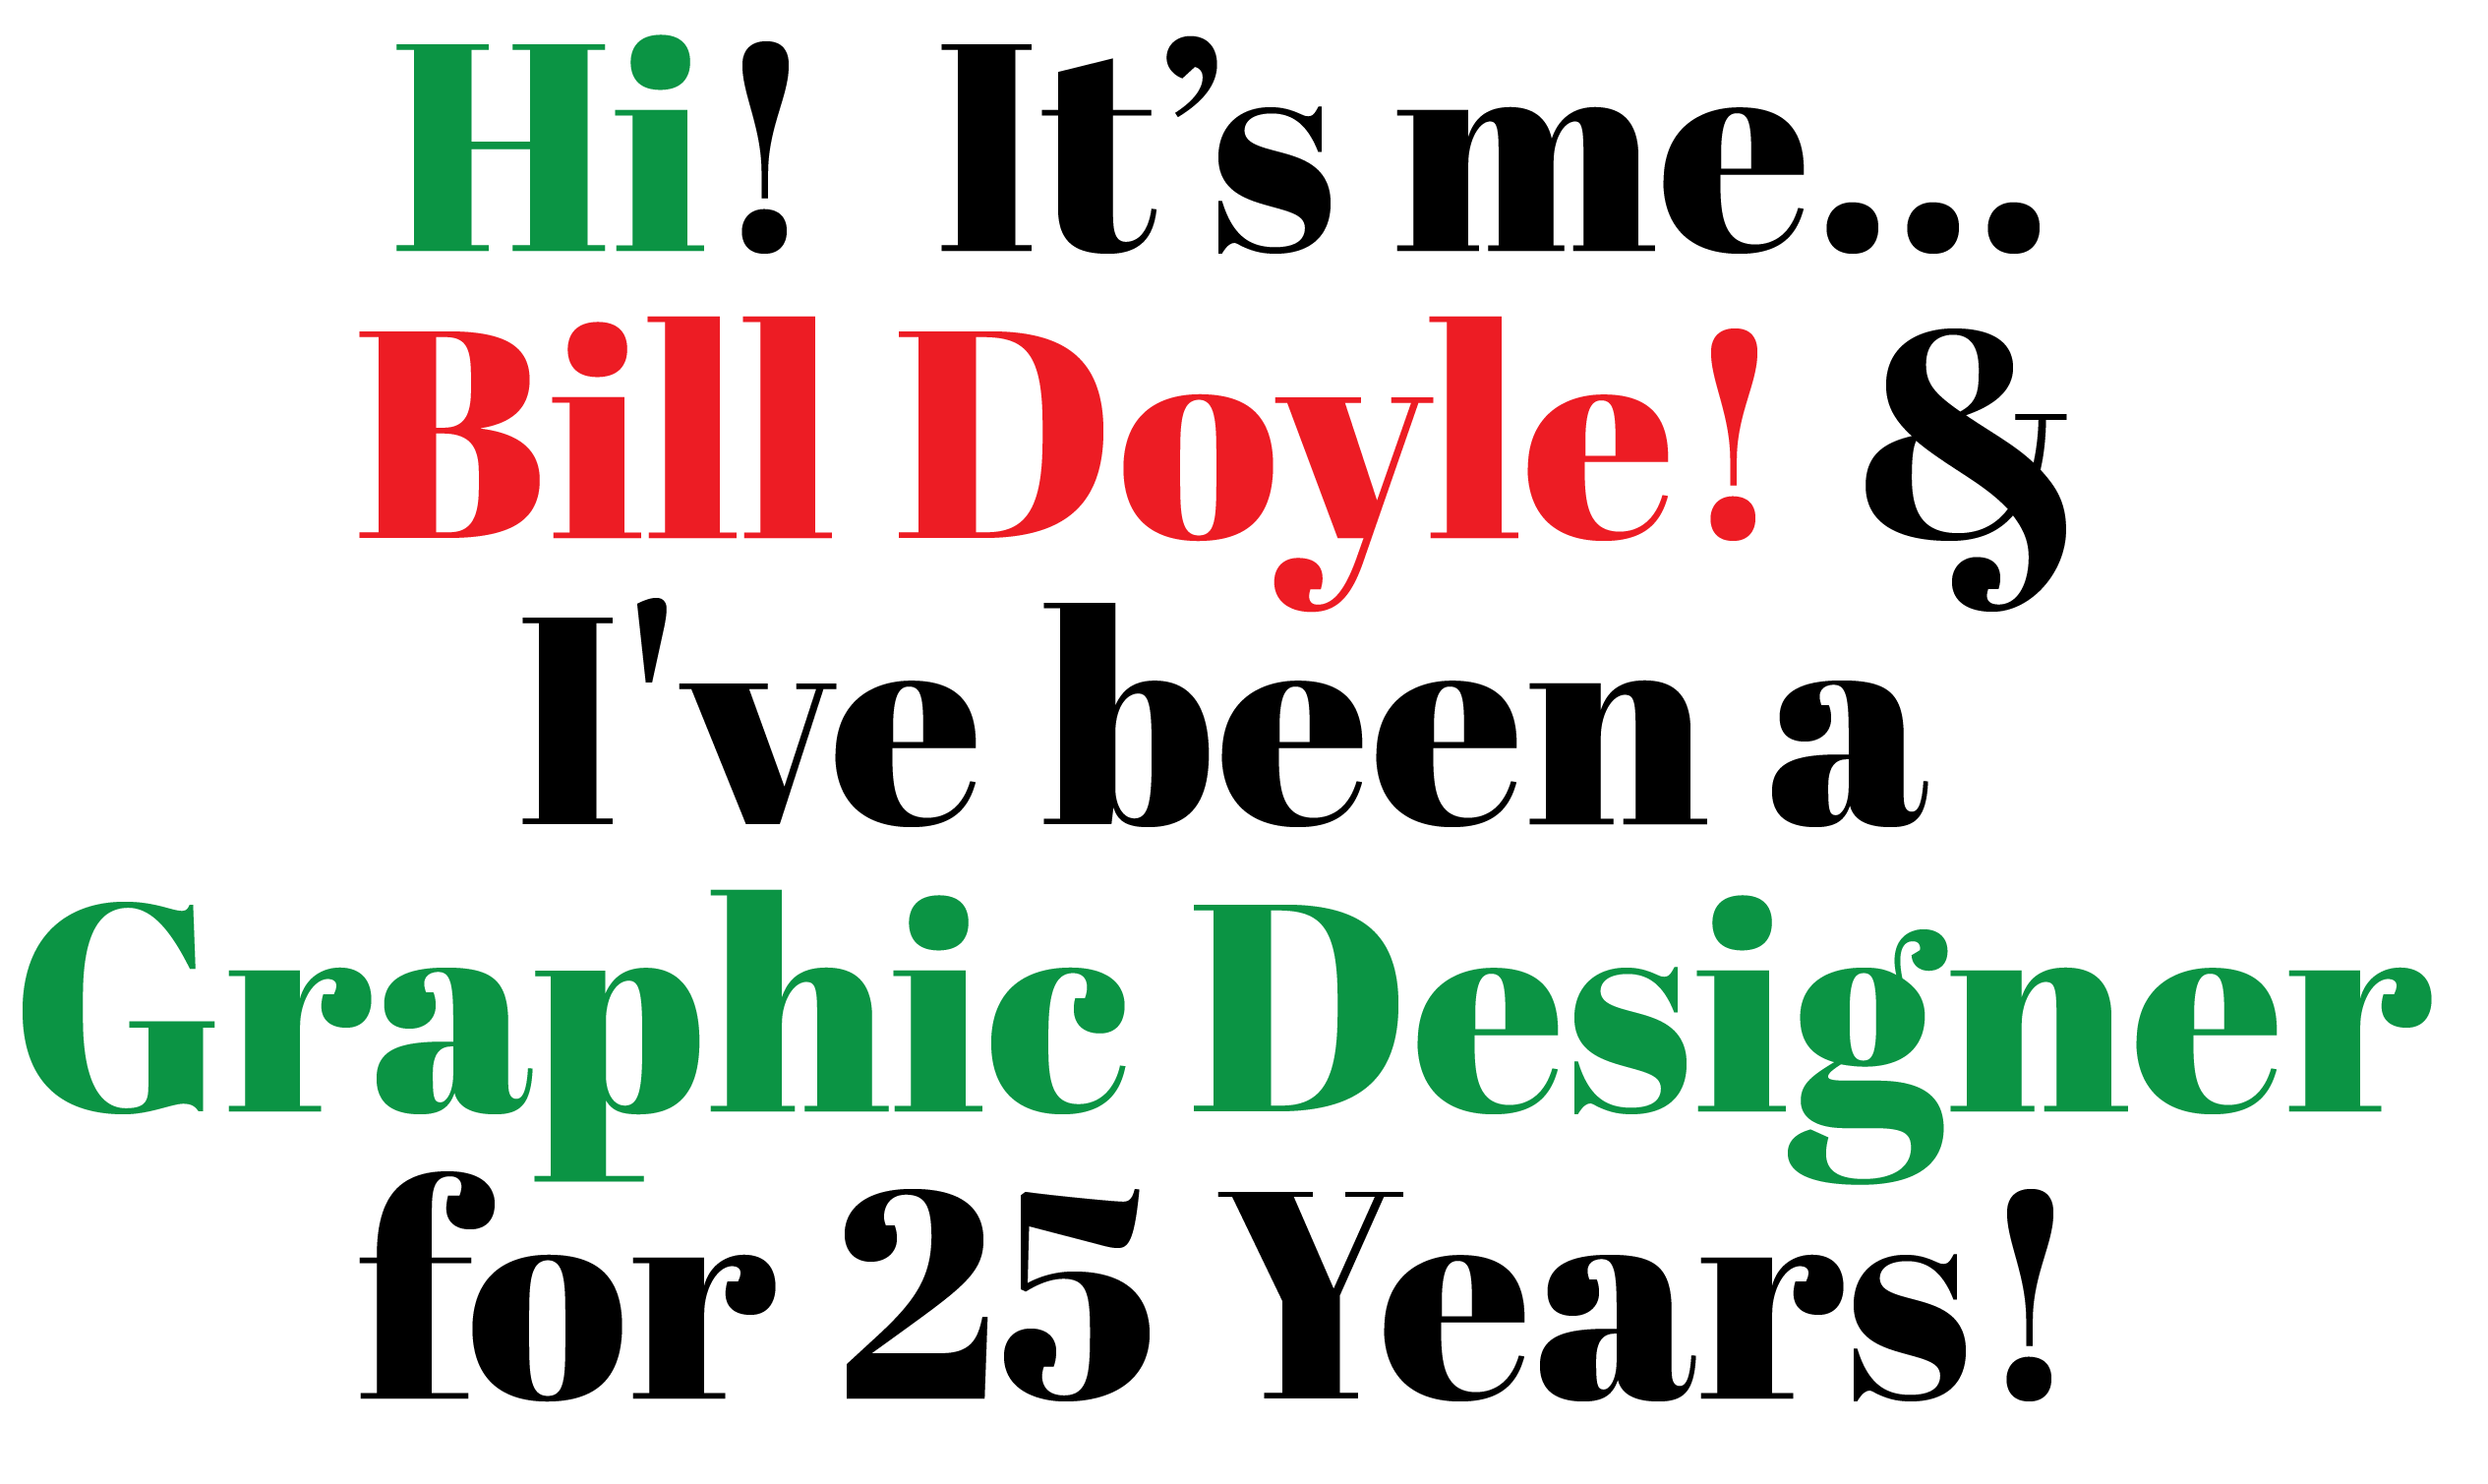 Hi! It’s me...
Bill Doyle! &
I've been a
Graphic Designer
for 25 Years!